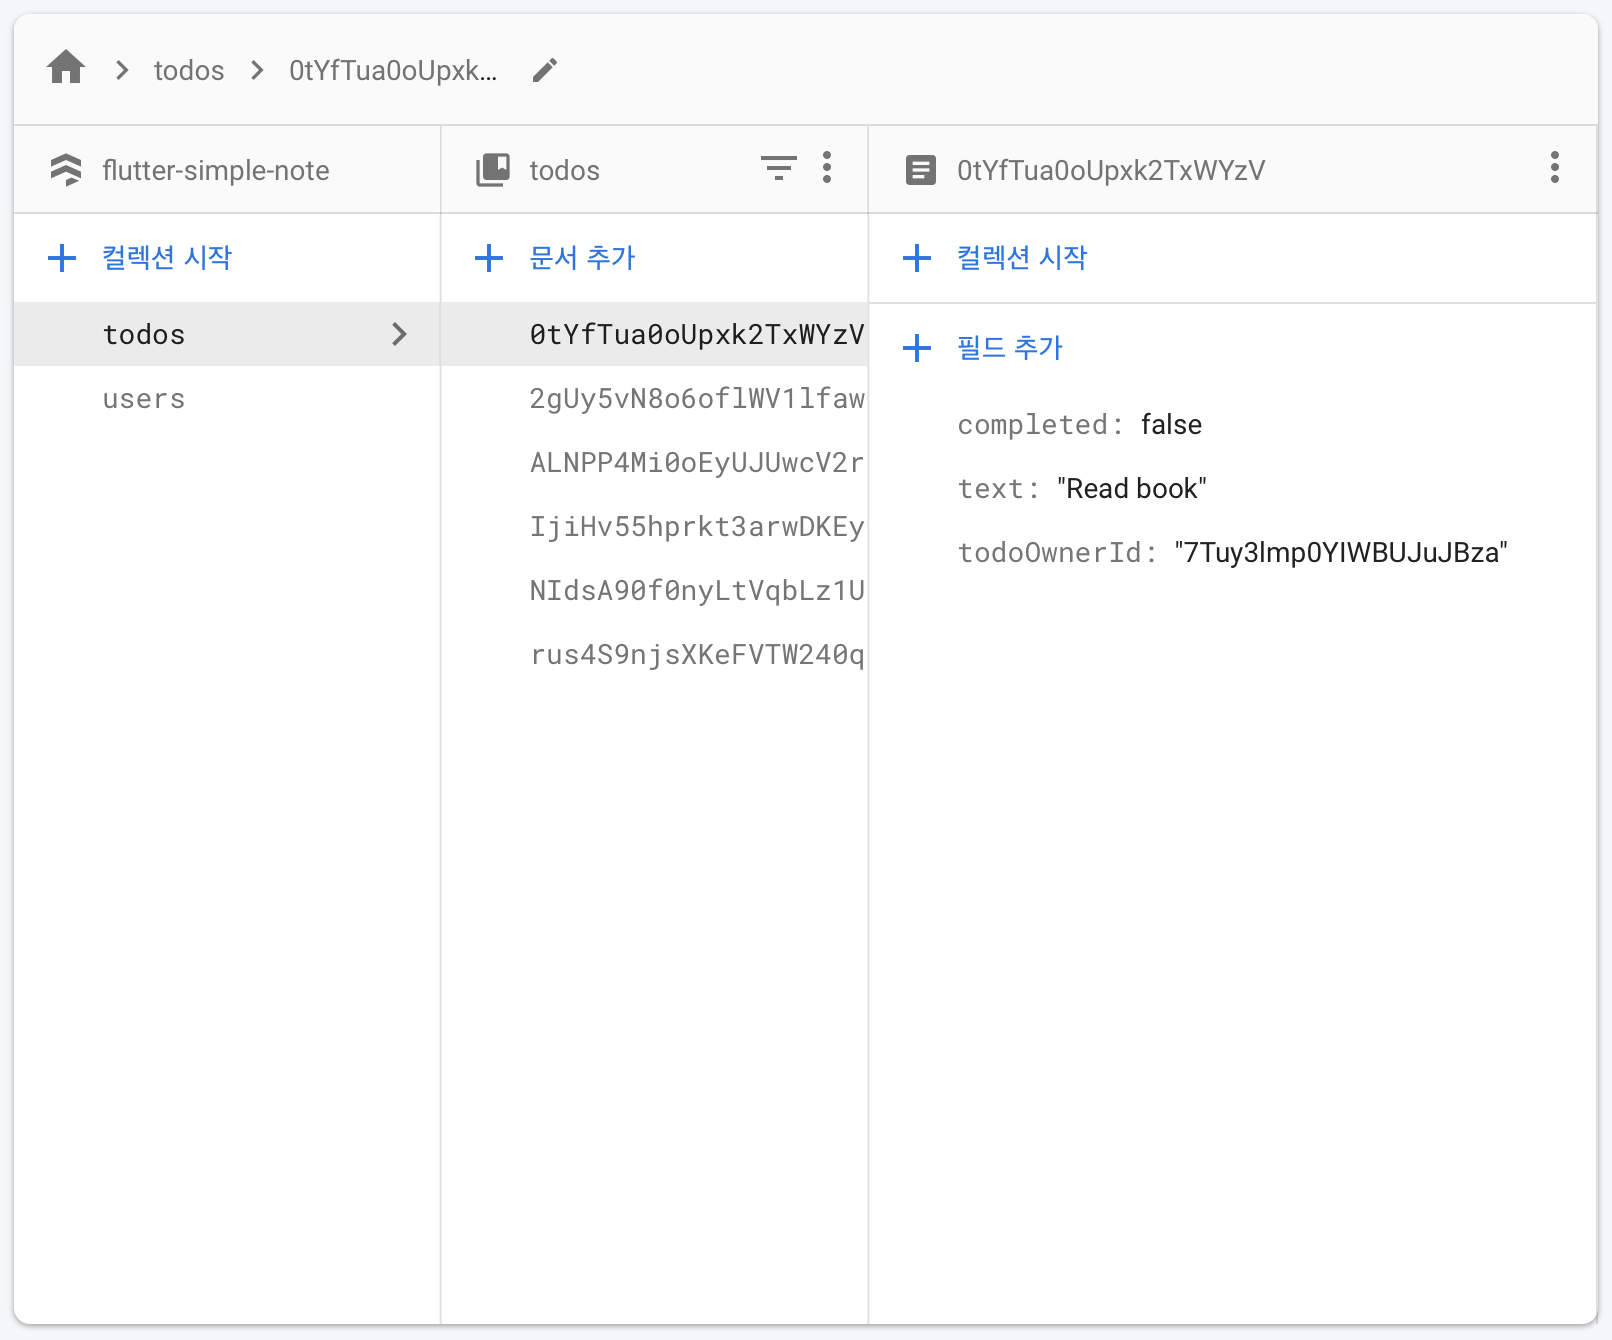 todos
0tYfTua0oUpxk...
flutter-simple-note
컬렉션 시작
todos
users
todos
문서 추가
0tYfTua0oUpxk2TxWYzV
2gUy5vN8o6oflWV1lfaw
ALNPP4Mi0oEyUJUwcV2r
IjiHv55hprkt3arwDKEy
NIdsA90f0nyLtVqbLz1U
rus4S9njsXKeFVTW240q
0tYfTua0oUpxk2TxWYzV
컬렉션 시작
필드 추가
completed: false
text: "Read book"
todoOwnerId: "7Tuy3lmp0YIWBUJuJBza"